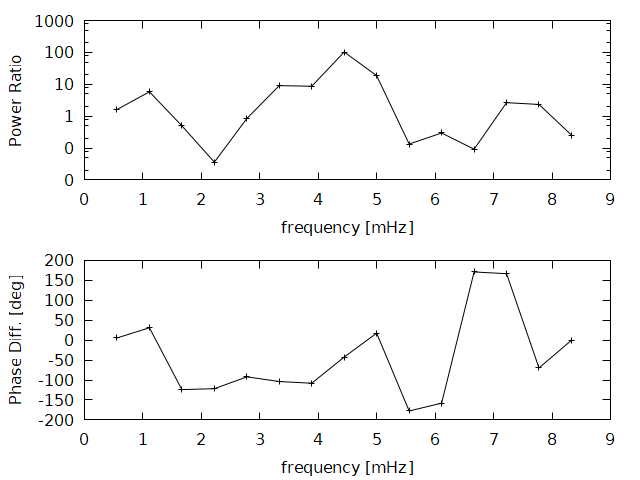 1000
100
10
1
0
0
Power Ratio
0 1 2 3 4 5 6 7 8 9
frequency [mHz]
200
150
100
50
0
-50
-100
-150
-200
Phase Diff. [deg]
0 1 2 3 4 5 6 7 8 9
frequency [mHz]